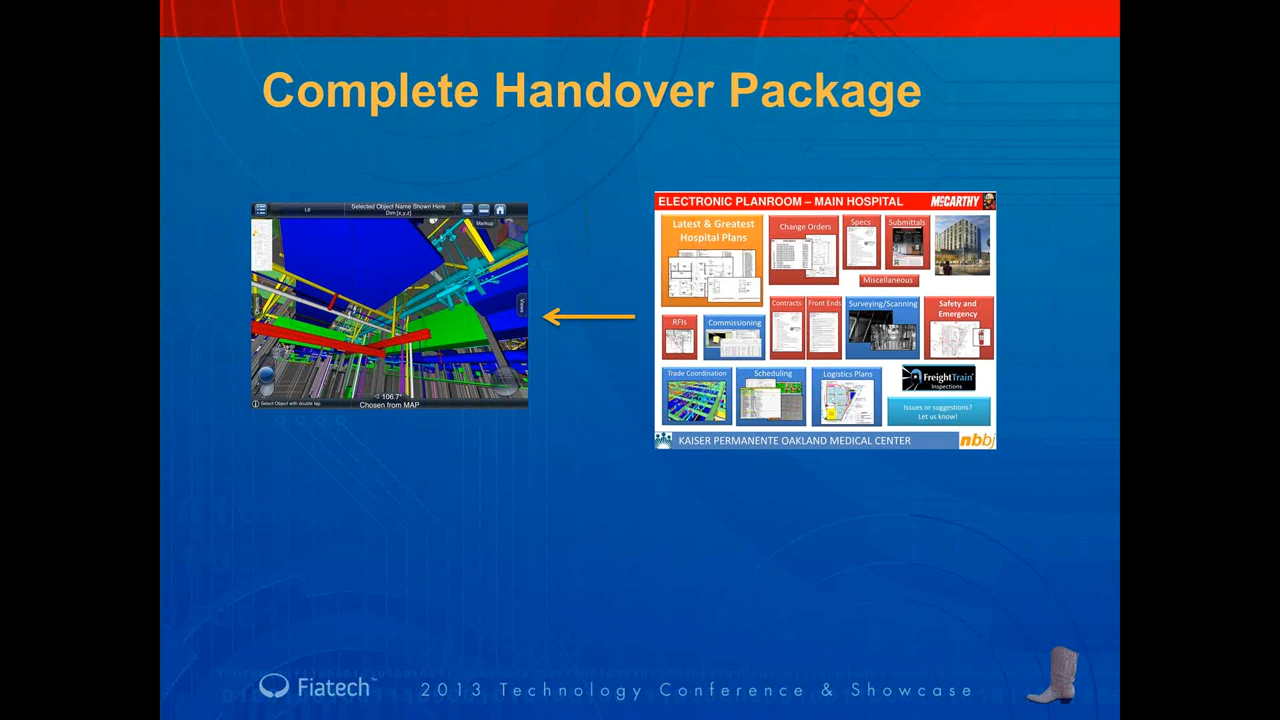 Complete Handover Package
L6
Selected Object Name Shown Here
Dim.[x,y,z]
Markup
Views
106.7°
Select Object with double tap
Chosen from MAP
ELECTRONIC PLANROOM – MAIN HOSPITAL
McCARTHY
Latest & Greatest
Hospital Plans
Change Orders
Specs
Submittals
Miscellaneous
RFIs
Commissioning
Contracts
Front Ends
Surveying/Scanning
Safety and
Emergency
Trade Coordination
Scheduling
Logistics Plans
FreightTrain
Inspections
Issues or suggestions?
Let us know!
KAISER PERMANENTE OAKLAND MEDICAL CENTER
nbbj
Fiatech™
2013 Technology Conference & Showcase